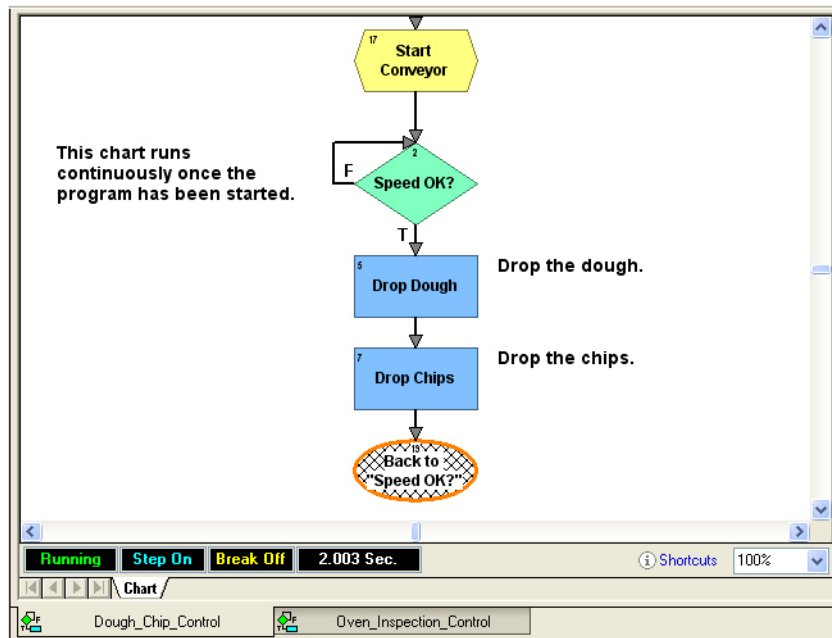 17
Start
Conveyor
This chart runs
continuously once the
program has been started.
F
2
Speed OK?
T
5
Drop Dough
Drop the dough.
7
Drop Chips
Drop the chips.
19
Back to
"Speed OK?"
Running Step On Break Off 2.003 Sec. Shortcuts 100%
Chart
Dough_Chip_Control Oven_Inspection_Control